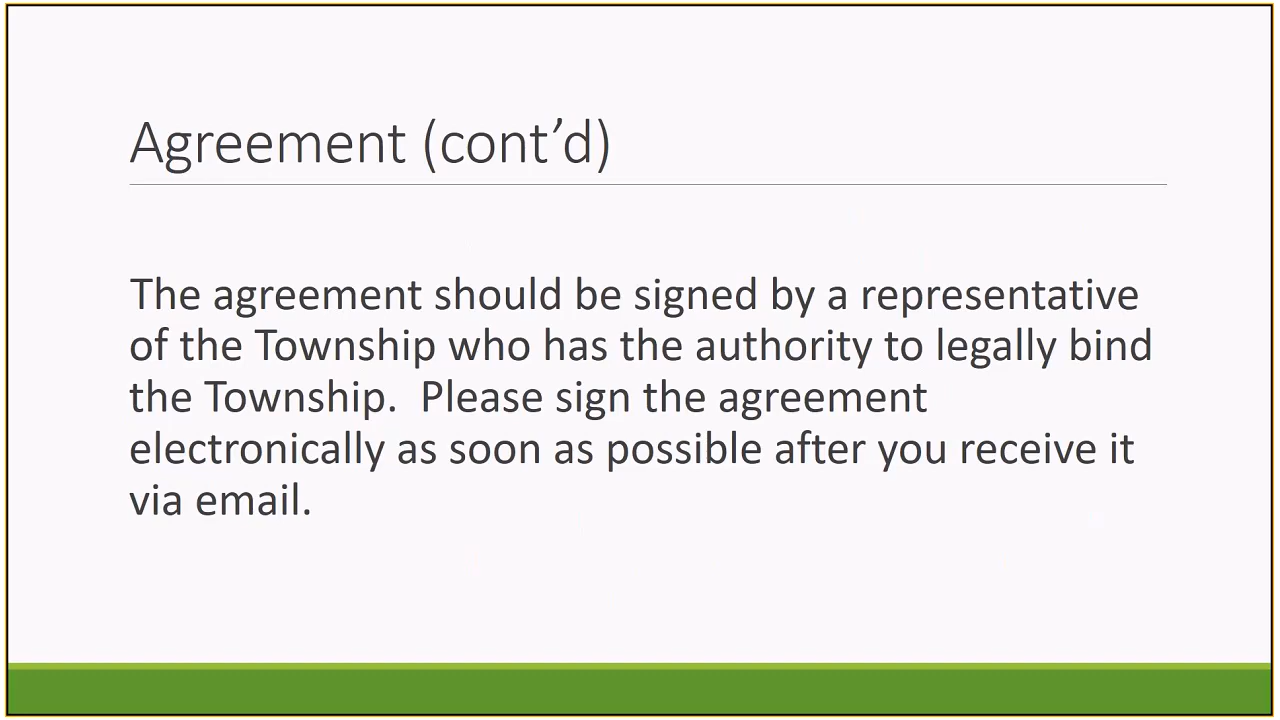 Agreement (cont’d)
The agreement should be signed by a representative
of the Township who has the authority to legally bind
the Township.  Please sign the agreement
electronically as soon as possible after you receive it
via email.